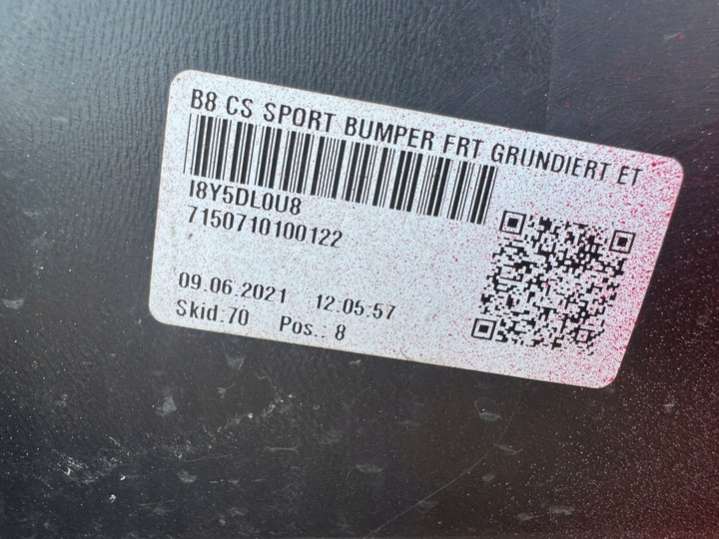 B8 CS SPORT BUMPER FRT GRUNDIERT ET
I8Y5DL0U8
7150710100122
09.06.2021 12:05:57
Skid:70 Pos.: 8